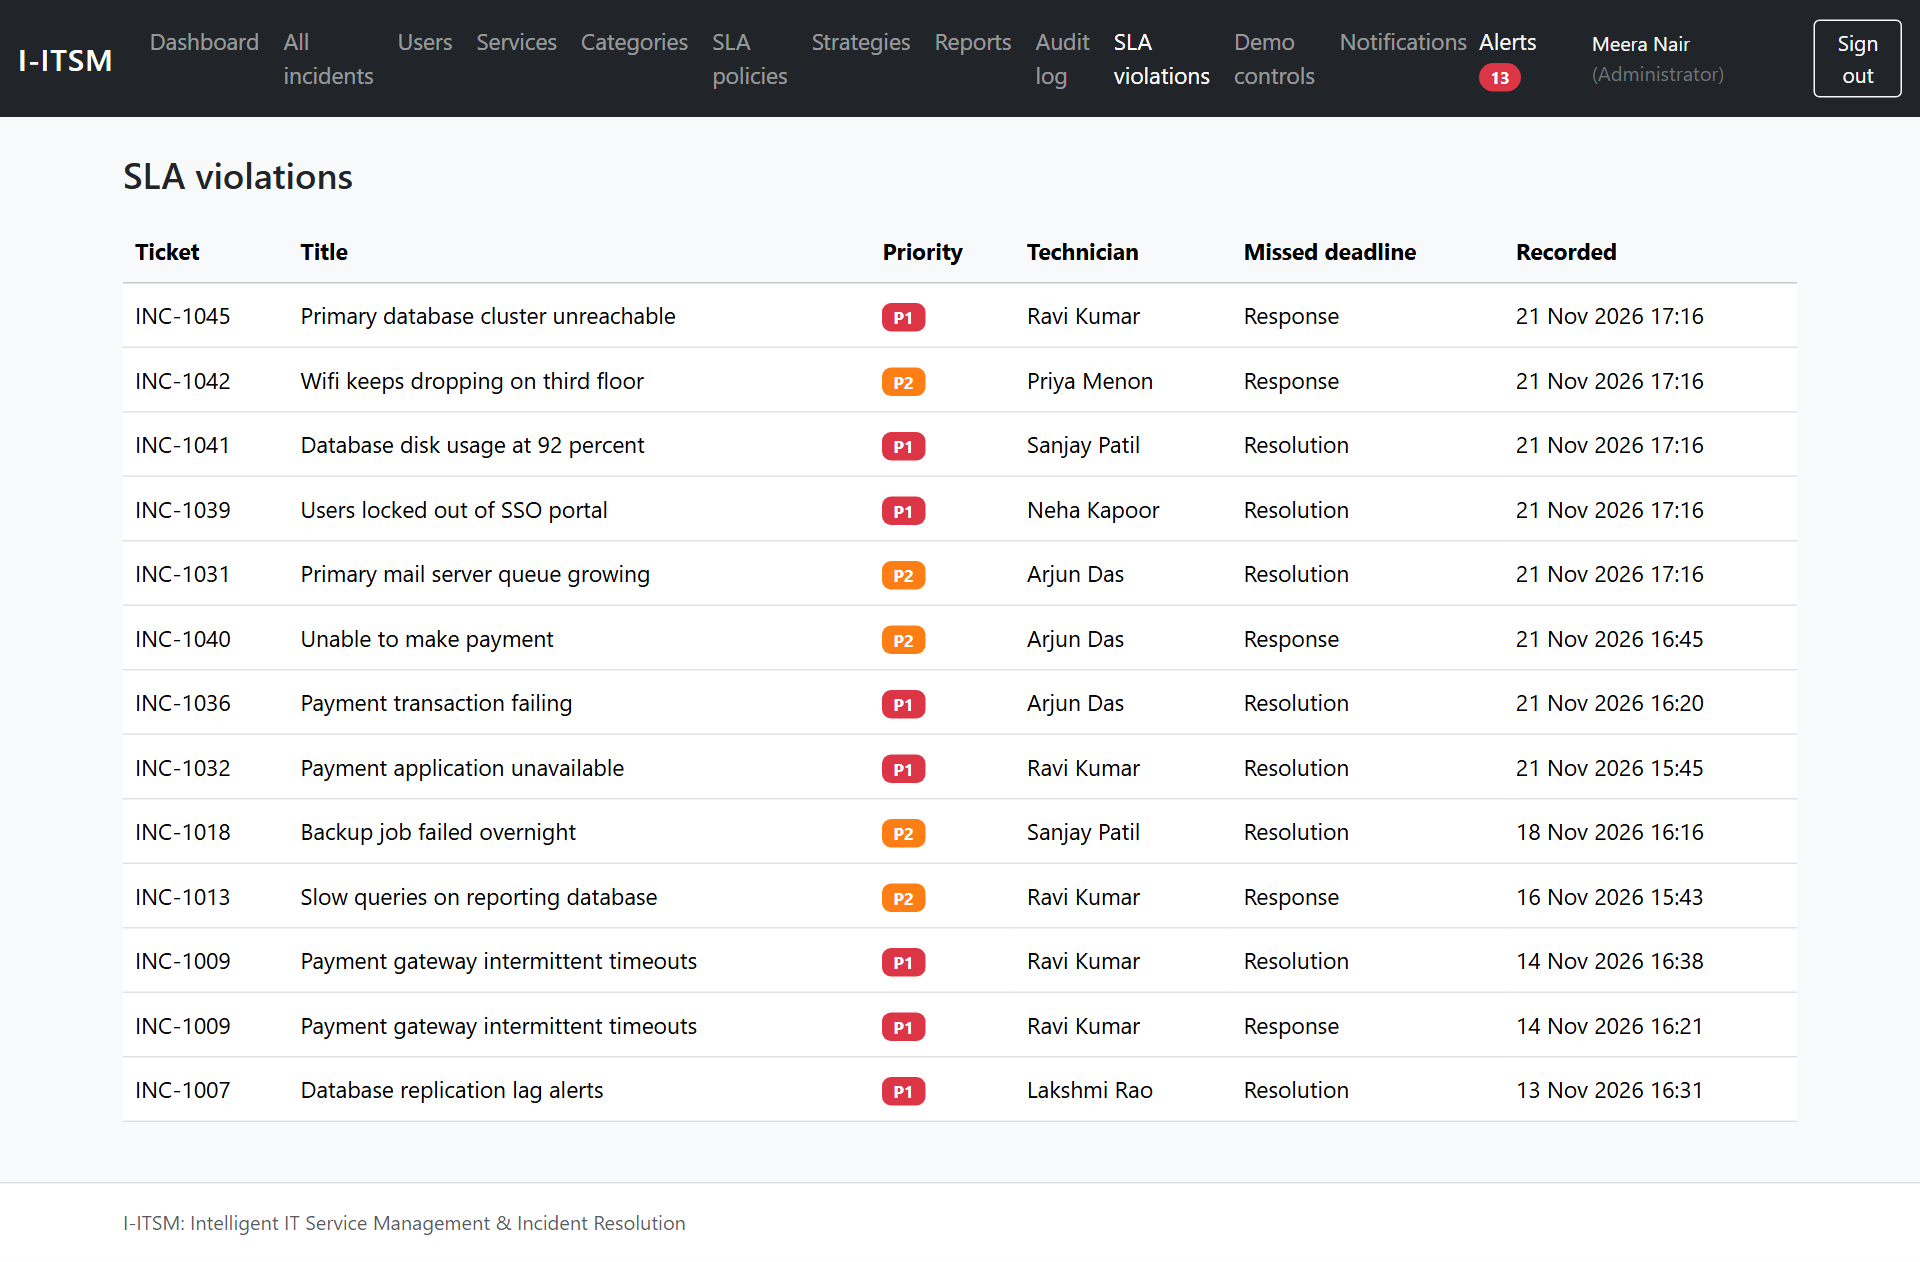 I-ITSM
Dashboard
All incidents
Users
Services
Categories
SLA policies
Strategies
Reports
Audit log
SLA violations
Demo controls
Notifications
Alerts 13
Meera Nair (Administrator)
Sign out
SLA violations
Ticket Title Priority Technician Missed deadline Recorded
INC-1045 Primary database cluster unreachable P1 Ravi Kumar Response 21 Nov 2026 17:16
INC-1042 Wifi keeps dropping on third floor P2 Priya Menon Response 21 Nov 2026 17:16
INC-1041 Database disk usage at 92 percent P1 Sanjay Patil Resolution 21 Nov 2026 17:16
INC-1039 Users locked out of SSO portal P1 Neha Kapoor Resolution 21 Nov 2026 17:16
INC-1031 Primary mail server queue growing P2 Arjun Das Resolution 21 Nov 2026 17:16
INC-1040 Unable to make payment P2 Arjun Das Response 21 Nov 2026 16:45
INC-1036 Payment transaction failing P1 Arjun Das Resolution 21 Nov 2026 16:20
INC-1032 Payment application unavailable P1 Ravi Kumar Resolution 21 Nov 2026 15:45
INC-1018 Backup job failed overnight P2 Sanjay Patil Resolution 18 Nov 2026 16:16
INC-1013 Slow queries on reporting database P2 Ravi Kumar Response 16 Nov 2026 15:43
INC-1009 Payment gateway intermittent timeouts P1 Ravi Kumar Resolution 14 Nov 2026 16:38
INC-1009 Payment gateway intermittent timeouts P1 Ravi Kumar Response 14 Nov 2026 16:21
INC-1007 Database replication lag alerts P1 Lakshmi Rao Resolution 13 Nov 2026 16:31
I-ITSM: Intelligent IT Service Management & Incident Resolution